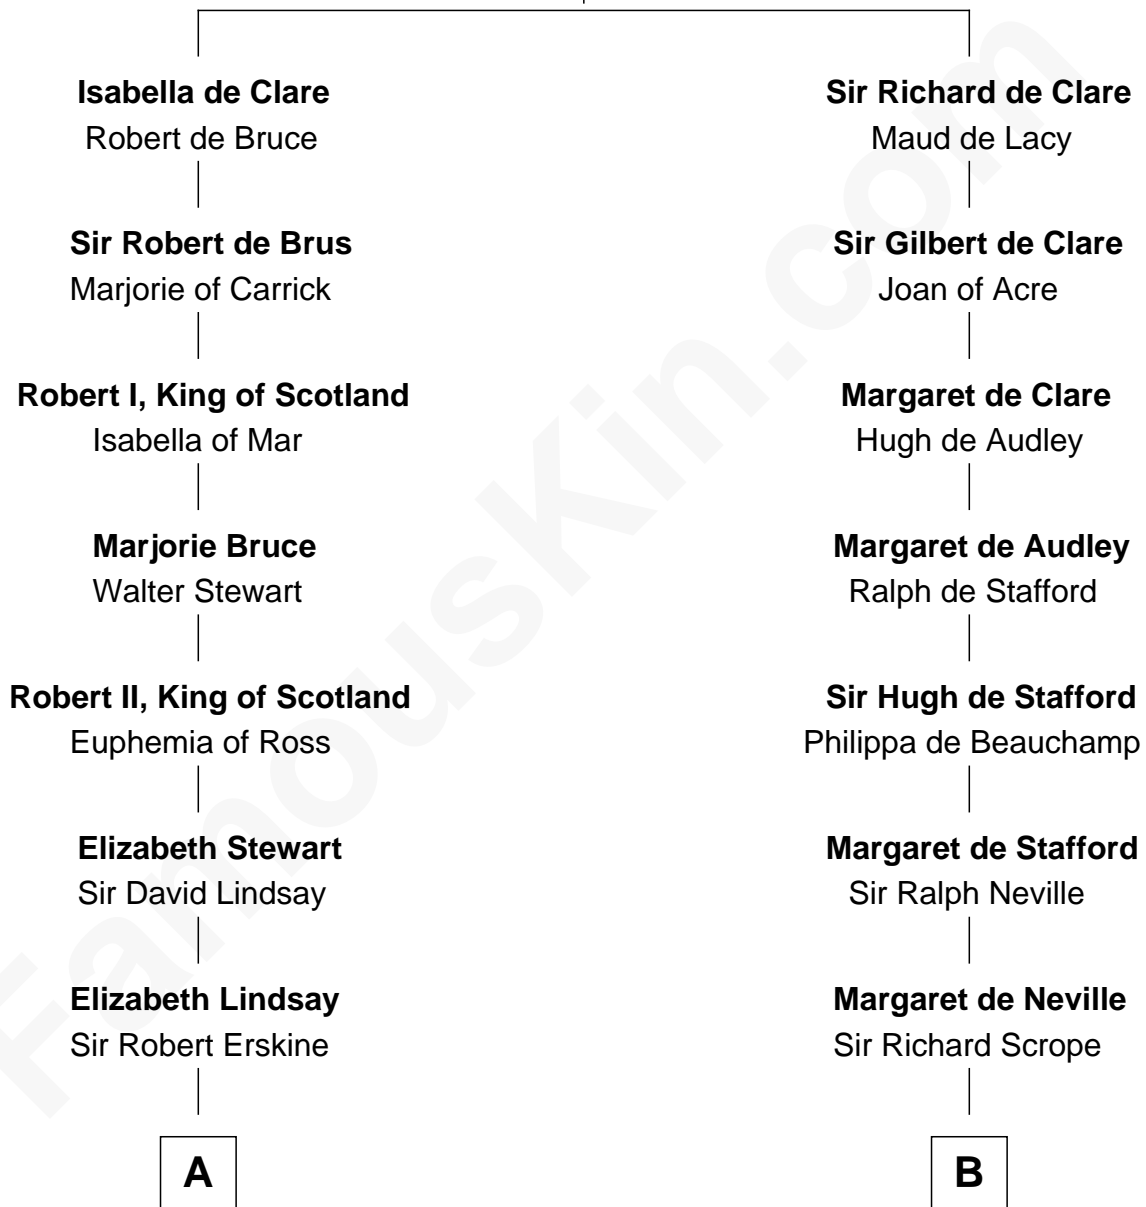 Isabella de Clare
Robert de Bruce
Sir Robert de Brus
Marjorie of Carrick
Robert I, King of Scotland
Isabella of Mar
Marjorie Bruce
Walter Stewart
Robert II, King of Scotland
Euphemia of Ross
Elizabeth Stewart
Sir David Lindsay
Elizabeth Lindsay
Sir Robert Erskine
A
Sir Richard de Clare
Maud de Lacy
Sir Gilbert de Clare
Joan of Acre
Margaret de Clare
Hugh de Audley
Margaret de Audley
Ralph de Stafford
Sir Hugh de Stafford
Philippa de Beauchamp
Margaret de Stafford
Sir Ralph Neville
Margaret de Neville
Sir Richard Scrope
B
FamousKin.com